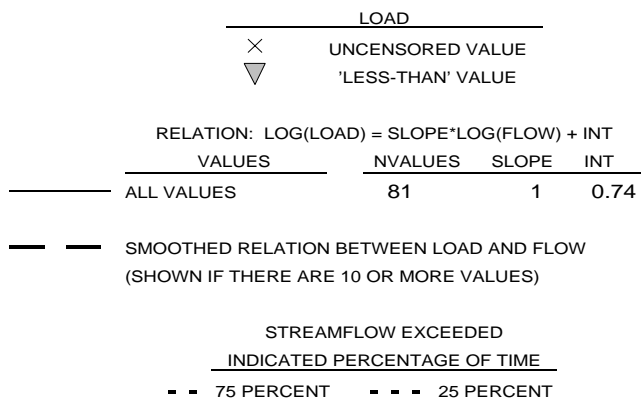 LOAD
UNCENSORED VALUE
'LESS-THAN' VALUE
RELATION: LOG(LOAD) = SLOPE*LOG(FLOW) + INT
VALUES NVALUES SLOPE INT
ALL VALUES 81 1 0.74
SMOOTHED RELATION BETWEEN LOAD AND FLOW
(SHOWN IF THERE ARE 10 OR MORE VALUES)
STREAMFLOW EXCEEDED
INDICATED PERCENTAGE OF TIME
75 PERCENT 25 PERCENT